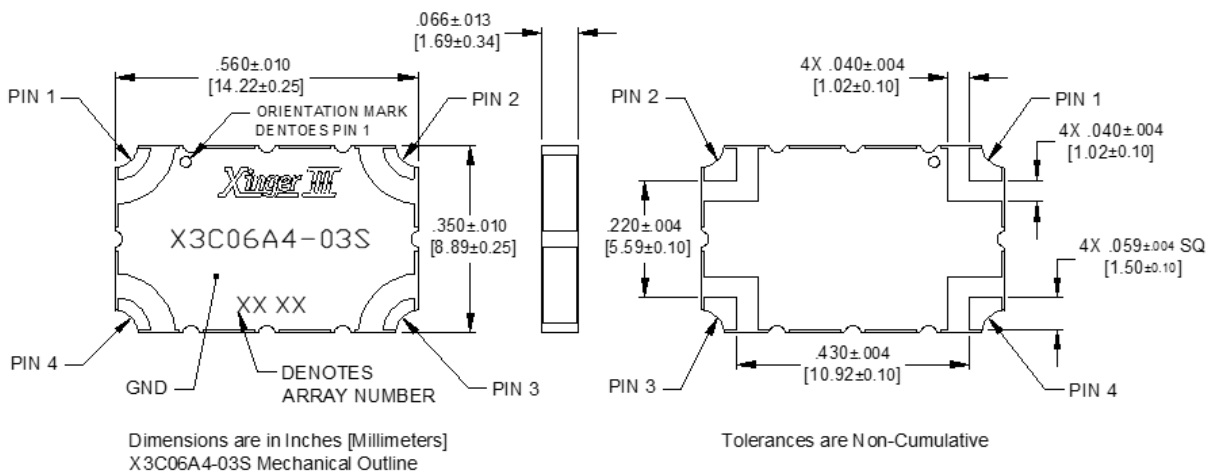 .066±.013
[1.69±0.34]
.560±.010
[14.22±0.25]
PIN 1
ORIENTATION MARK
DENTOES PIN 1
PIN 2
Xinger III
X3C06A4-03S
.350±.010
[8.89±0.25]
XX XX
PIN 4
GND
DENOTES
ARRAY NUMBER
PIN 3
4X .040±.004
[1.02±0.10]
PIN 2
PIN 1
4X .040±.004
[1.02±0.10]
.220±.004
[5.59±0.10]
4X .059±.004 SQ
[1.50±0.10]
.430±.004
[10.92±0.10]
PIN 3
PIN 4
Dimensions are in Inches [Millimeters]
X3C06A4-03S Mechanical Outline
Tolerances are Non-Cumulative